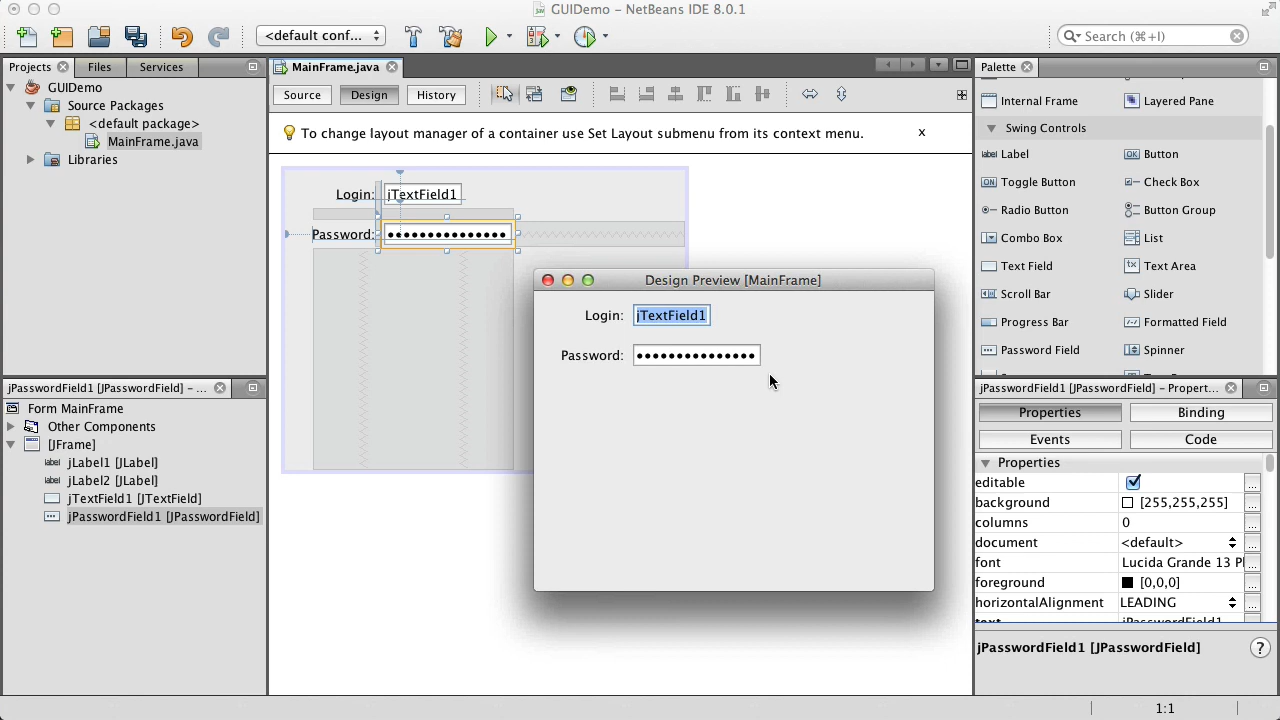 GUIDemo – NetBeans IDE 8.0.1
<default conf...
Search (⌘+I)
Projects
Files
Services
GUIDemo
Source Packages
<default package>
MainFrame.java
Libraries
MainFrame.java
Source
Design
History
To change layout manager of a container use Set Layout submenu from its context menu.
x
Login:
jTextField1
Password:
Design Preview [MainFrame]
Login:
jTextField1
Password:
Palette
Internal Frame
Layered Pane
Swing Controls
Label
Button
Toggle Button
Check Box
Radio Button
Button Group
Combo Box
List
Text Field
Text Area
Scroll Bar
Slider
Progress Bar
Formatted Field
Password Field
Spinner
jPasswordField1 [JPasswordField] – ...
Form MainFrame
Other Components
[JFrame]
jLabel1 [JLabel]
jLabel2 [JLabel]
jTextField1 [JTextField]
jPasswordField1 [JPasswordField]
jPasswordField1 [JPasswordField] – Propert...
Properties
Binding
Events
Code
Properties
editable
...
background
[255,255,255]
...
columns
0
...
document
<default>
...
font
Lucida Grande 13 Pl
...
foreground
[0,0,0]
...
horizontalAlignment
LEADING
...
text
jPasswordField1
jPasswordField1 [JPasswordField]
?
1:1